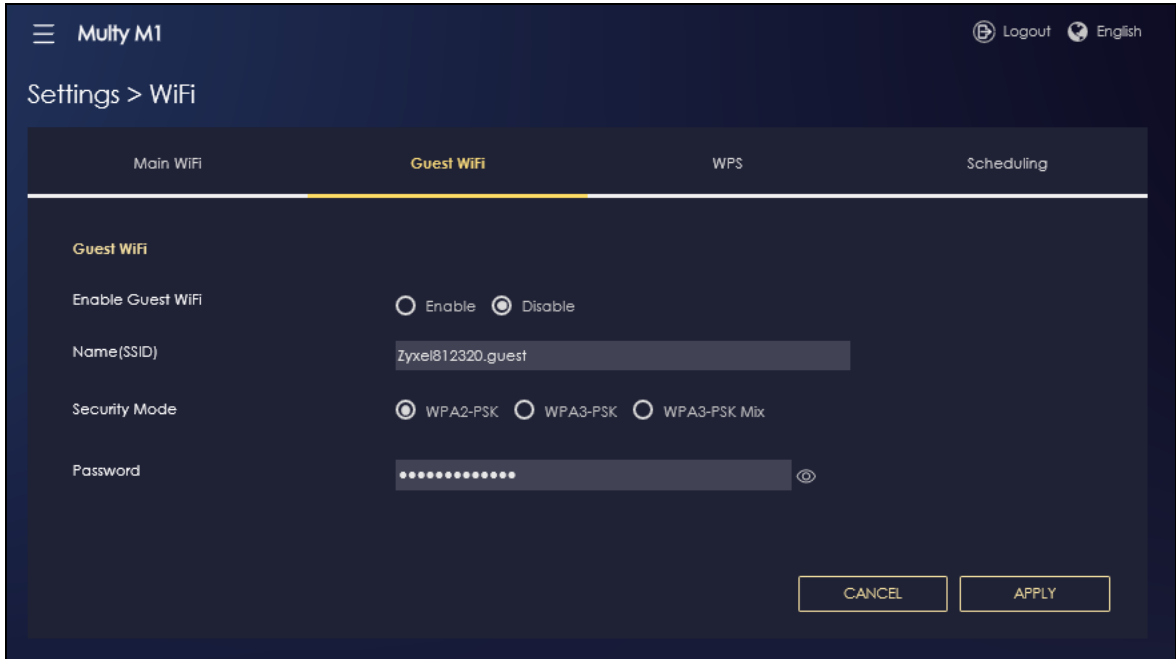 Multy M1
Logout English
Settings > WiFi
Main WiFi Guest WiFi WPS Scheduling
Guest WiFi
Enable Guest WiFi Enable Disable
Name(SSID) Zyxel812320.guest
Security Mode WPA2-PSK WPA3-PSK WPA3-PSK Mix
Password •••••••••••••
CANCEL APPLY